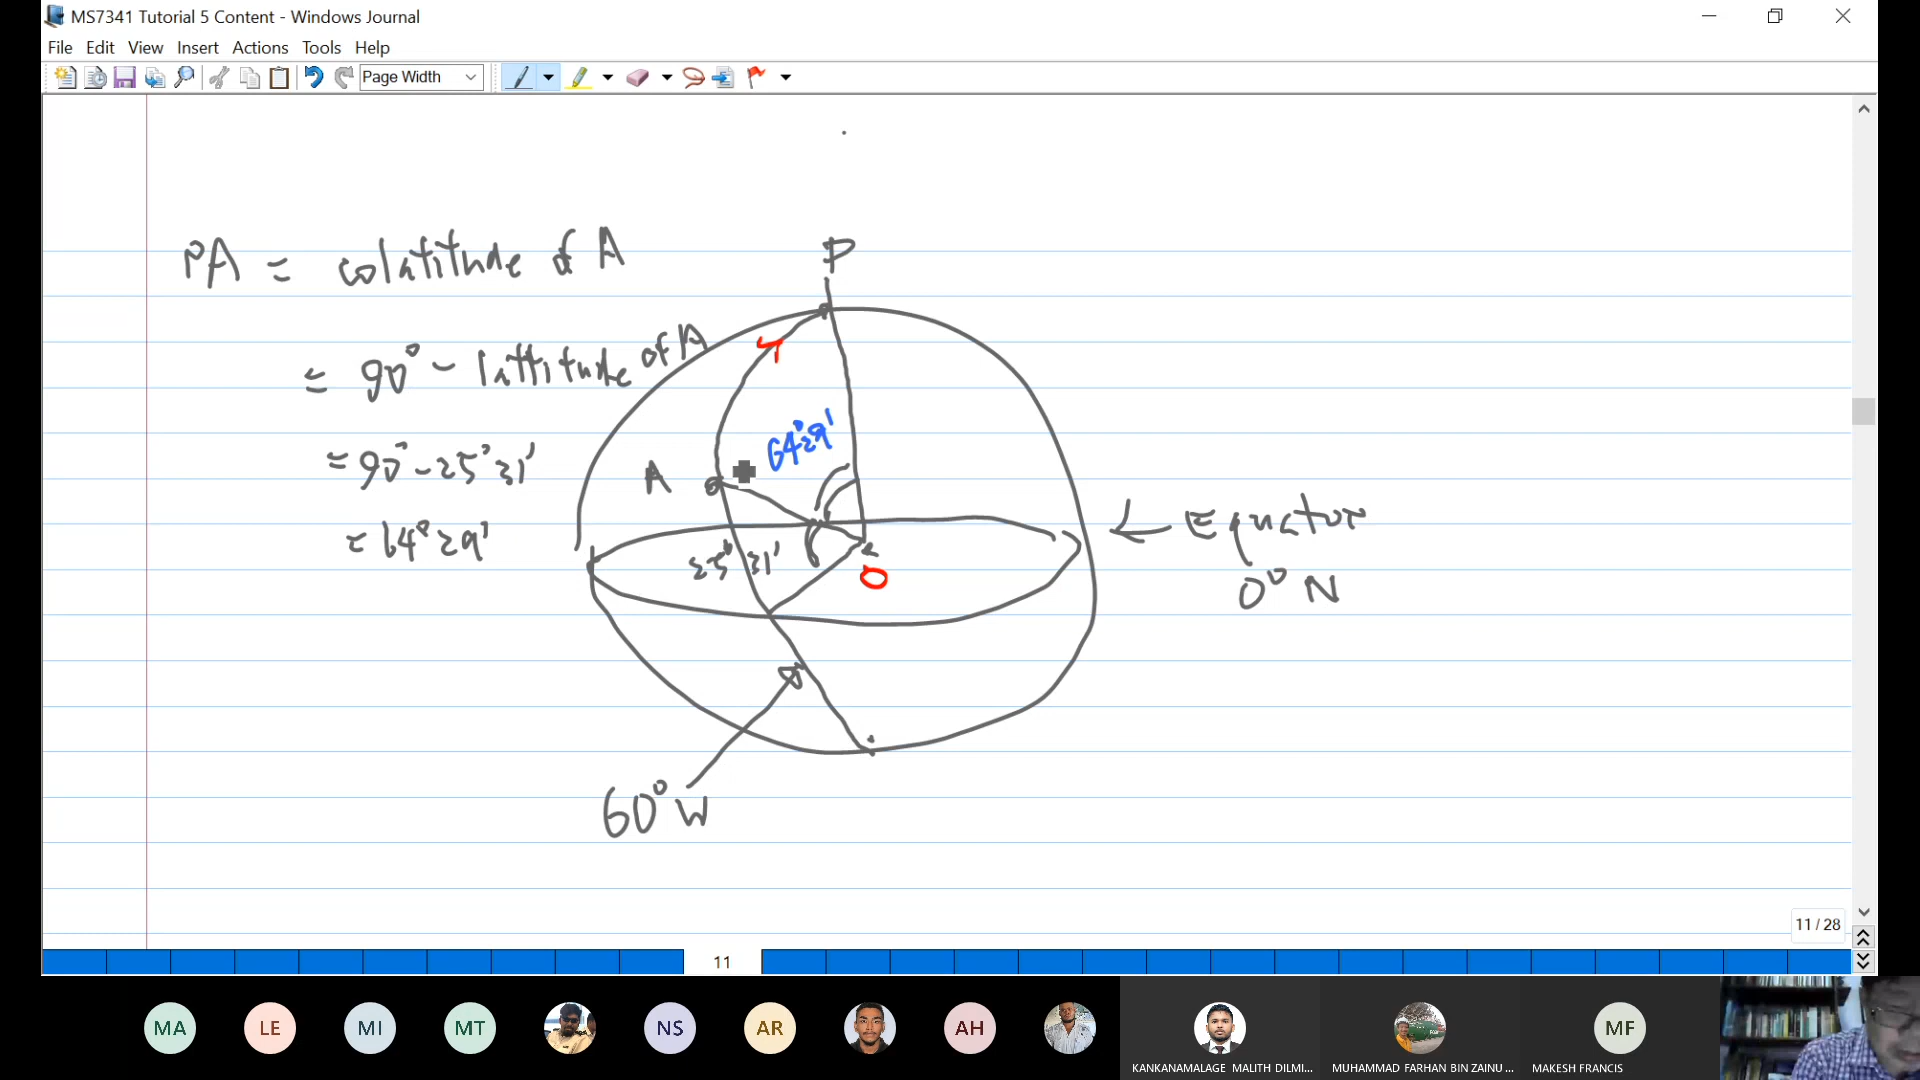 MS7341 Tutorial 5 Content - Windows Journal
File Edit View Insert Actions Tools Help
Page Width
P
PA = colatitude of A
= 90° - lattitude of A
= 90° - 25° 31'
= 64° 29'
64° 29'
A
25° 31'
O
← Equator
0° N
60° W
11 / 28
11
MA LE MI MT NS AR AH MF
KANKANAMALAGE MALITH DILMI... MUHAMMAD FARHAN BIN ZAINU ... MAKESH FRANCIS